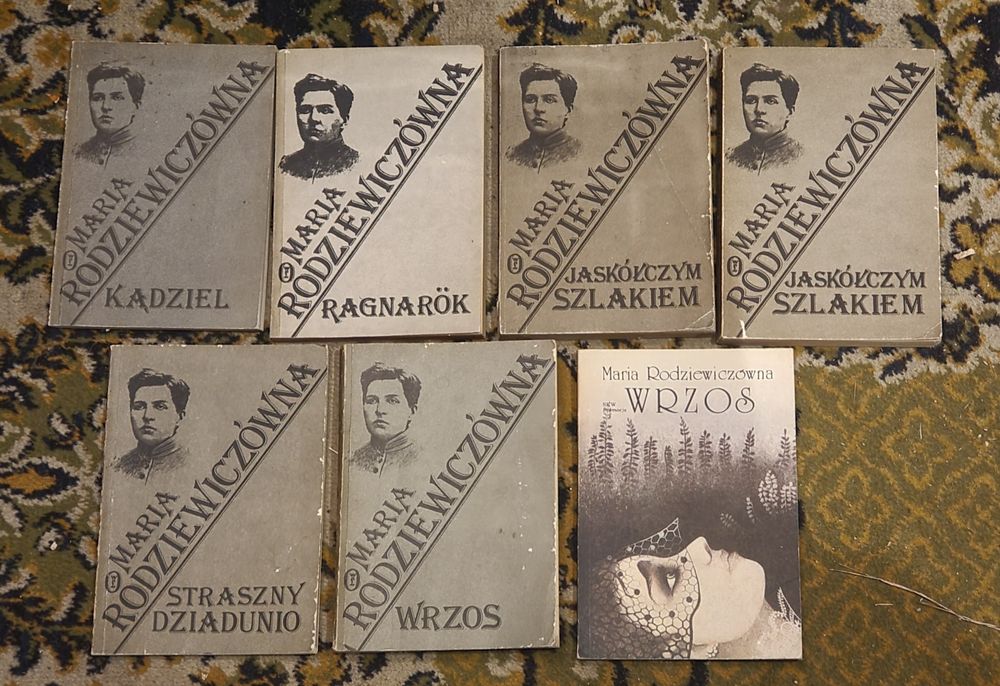 MARIA
RODZIEWICZÓWNA
KĄDZIEL
MARIA
RODZIEWICZÓWNA
RAGNARÖK
MARIA
RODZIEWICZÓWNA
JASKÓŁCZYM
SZLAKIEM
MARIA
RODZIEWICZÓWNA
JASKÓŁCZYM
SZLAKIEM
MARIA
RODZIEWICZÓWNA
STRASZNY
DZIADUNIO
MARIA
RODZIEWICZÓWNA
WRZOS
Maria Rodziewiczówna
WRZOS